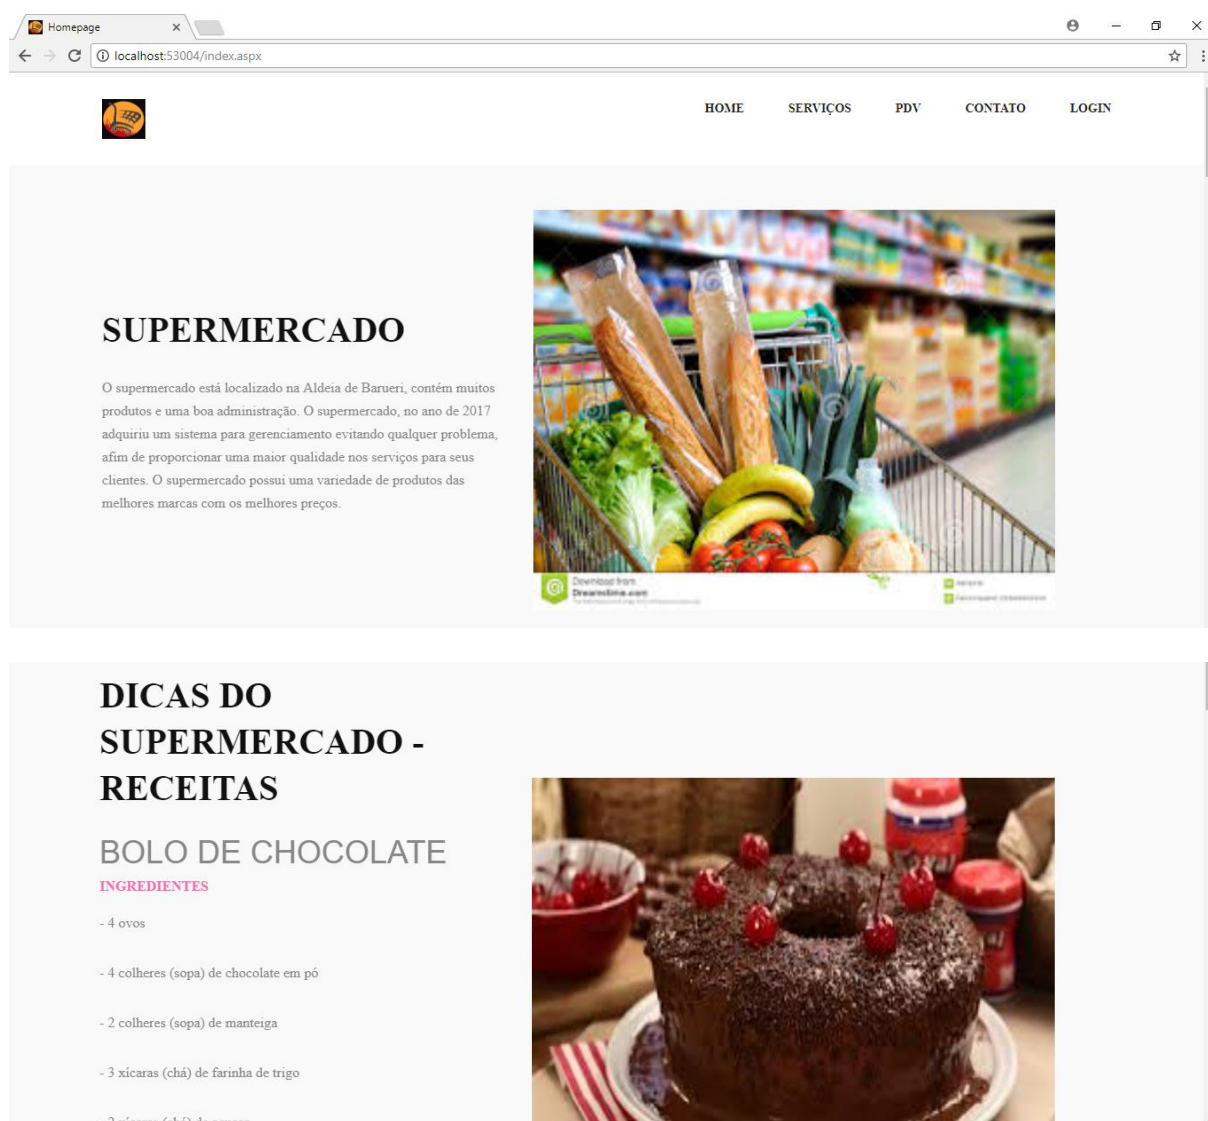 Homepage
localhost:53004/index.aspx
HOME SERVIÇOS PDV CONTATO LOGIN
SUPERMERCADO
O supermercado está localizado na Aldeia de Barueri, contém muitos
produtos e uma boa administração. O supermercado, no ano de 2017
adquiriu um sistema para gerenciamento evitando qualquer problema,
afim de proporcionar uma maior qualidade nos serviços para seus
clientes. O supermercado possui uma variedade de produtos das
melhores marcas com os melhores preços.
Download from
Dreamstime.com
DICAS DO
SUPERMERCADO -
RECEITAS
BOLO DE CHOCOLATE
INGREDIENTES
- 4 ovos
- 4 colheres (sopa) de chocolate em pó
- 2 colheres (sopa) de manteiga
- 3 xícaras (chá) de farinha de trigo